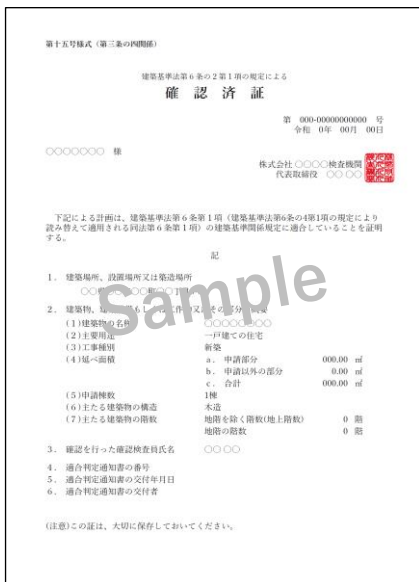 第十五号様式（第三条の四関係）
建築基準法第６条の２第１項の規定による
確認済証
第 000-00000000000 号
令和 0年 00月 00日
○○○○○○○ 様
株式会社 ○○○○検査機関
代表取締役 ○○ ○○
下記による計画は、建築基準法第６条第１項（建築基準法第6条の4第1項の規定により
読み替えて適用される同法第６条第１項）の建築基準関係規定に適合していることを証明
する。
記
Sample
１. 建築場所、設置場所又は築造場所
２. 建築物、
(1)建築物の名称 ○○○○○○○○
(2)主要用途 一戸建ての住宅
(3)工事種別 新築
(4)延べ面積 a. 申請部分 000.00 ㎡
b. 申請以外の部分 0.00 ㎡
c. 合計 000.00 ㎡
(5)申請棟数 1棟
(6)主たる建築物の構造 木造
(7)主たる建築物の階数 地階を除く階数(地上階数) 0 階
地階の階数 0 階
３. 確認を行った確認検査員氏名 ○○ ○○
４. 適合判定通知書の番号
５. 適合判定通知書の交付年月日
６. 適合判定通知書の交付者
(注意)この証は、大切に保存しておいてください。